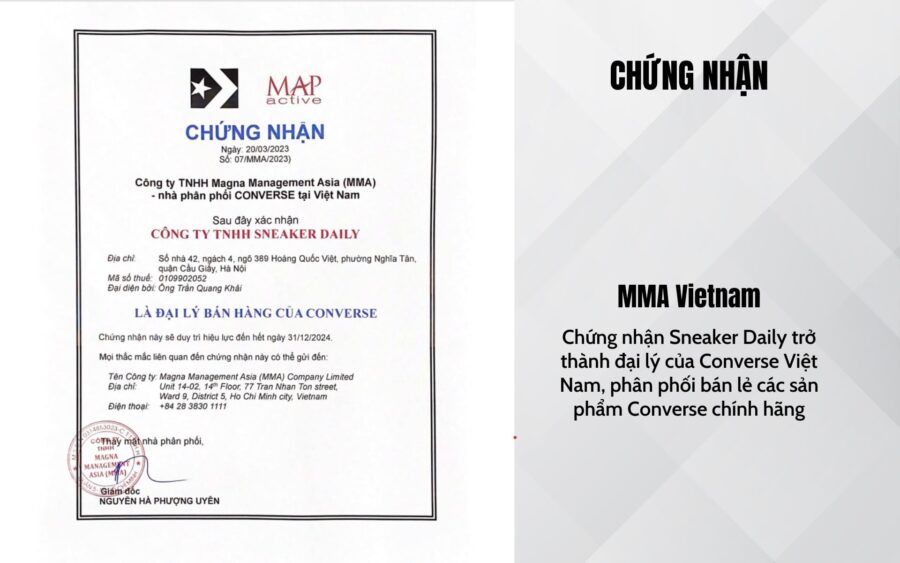 MAP
active
CHỨNG NHẬN
Ngày: 20/03/2023
Số: 07/MMA/2023)
Công ty TNHH Magna Management Asia (MMA)
- nhà phân phối CONVERSE tại Việt Nam
Sau đây xác nhận
CÔNG TY TNHH SNEAKER DAILY
Địa chỉ: Số nhà 42, ngách 4, ngõ 389 Hoàng Quốc Việt, phường Nghĩa Tân,
quận Cầu Giấy, Hà Nội
Mã số thuế: 0109902052
Đại diện bởi: Ông Trần Quang Khải
LÀ ĐẠI LÝ BÁN HÀNG CỦA CONVERSE
Chứng nhận này sẽ duy trì hiệu lực đến hết ngày 31/12/2024.
Mọi thắc mắc liên quan đến chứng nhận này có thể gửi đến:
Tên Công ty: Magna Management Asia (MMA) Company Limited
Địa chỉ: Unit 14-02, 14th Floor, 77 Tran Nhan Ton street,
Ward 9, District 5, Ho Chi Minh city, Vietnam
Điện thoại: +84 28 3830 1111
Thay mặt nhà phân phối,
CÔNG TY
TNHH
MAGNA
MANAGEMENT
ASIA (MMA)
Giám đốc
NGUYỄN HÀ PHƯỢNG UYÊN
CHỨNG NHẬN
MMA Vietnam
Chứng nhận Sneaker Daily trở
thành đại lý của Converse Việt
Nam, phân phối bán lẻ các sản
phẩm Converse chính hãng